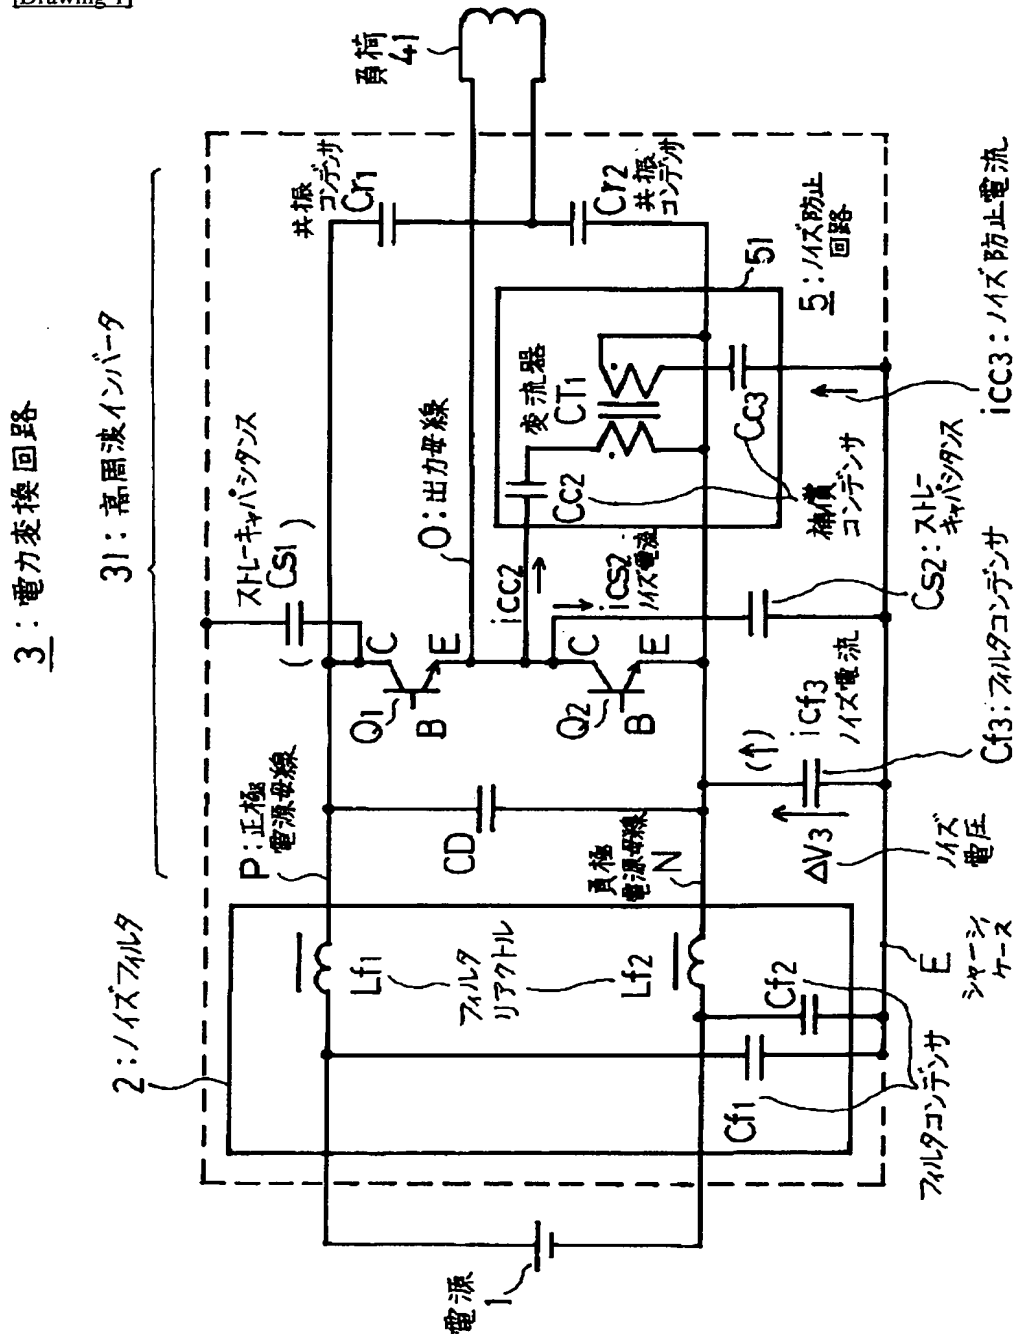 [Drawing 1]
3：電力変換回路
31：高周波インバータ
2：ノイズフィルタ
ストレーキャパシタンス
( Cs1 )
P：正極
電源母線
O：出力母線
共振
コンデンサ
Cr1
負荷
41
電源
1
Lf1
フィルタ
リアクトル
Lf2
CD
Q1
C
B
E
Q2
C
B
E
icc2
ics2
ノイズ電流
変流器
CT1
Cc2
Cc3
補償
コンデンサ
Cr2
共振
コンデンサ
51
5：ノイズ防止
回路
負極
電源母線
N
(↑)
icf3
ノイズ電流
ΔV3
ノイズ
電圧
Cf1
Cf2
フィルタコンデンサ
E
シャーシ,
ケース
Cf3：フィルタコンデンサ
Cs2：ストレー
キャパシタンス
icc3：ノイズ防止電流